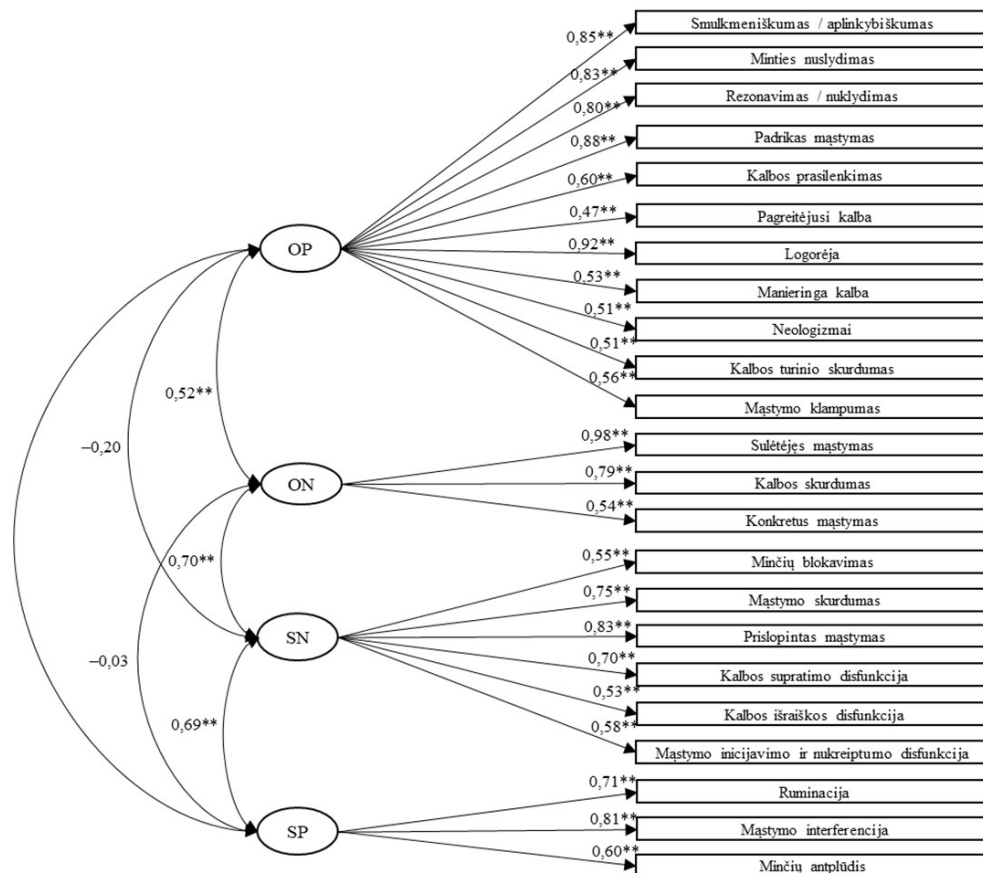 0,85** Smulkmeniškumas / aplinkybiškumas
0,83** Minties nuslydimas
0,80** Rezonavimas / nuklydimas
0,88** Padrikas mąstymas
0,60** Kalbos prasilenkimas
0,47** Pagreitėjusi kalba
OP
0,92** Logorėja
0,53** Manieringa kalba
0,51** Neologizmai
0,51** Kalbos turinio skurdumas
0,56** Mąstymo klampumas
0,52**
–0,20
0,98** Sulėtėjęs mąstymas
ON
0,79** Kalbos skurdumas
0,54** Konkretus mąstymas
0,70**
0,55** Minčių blokavimas
0,75** Mąstymo skurdumas
SN
0,83** Prislopintas mąstymas
0,70** Kalbos supratimo disfunkcija
–0,03
0,53** Kalbos išraiškos disfunkcija
0,69**
0,58** Mąstymo inicijavimo ir nukreiptumo disfunkcija
0,71** Ruminacija
SP
0,81** Mąstymo interferencija
0,60** Minčių antplūdis